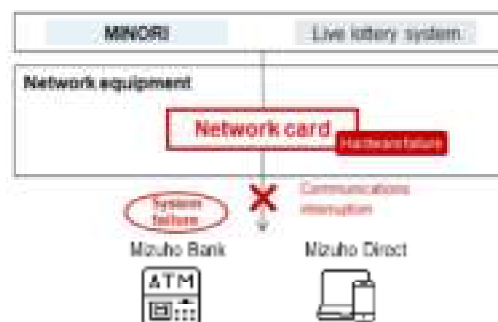 MINORI
Live lottery system
Network equipment
Network card
Hardware failure
System
failure
Communications
interruption
Mizuho Bank
Mizuho Direct
ATM